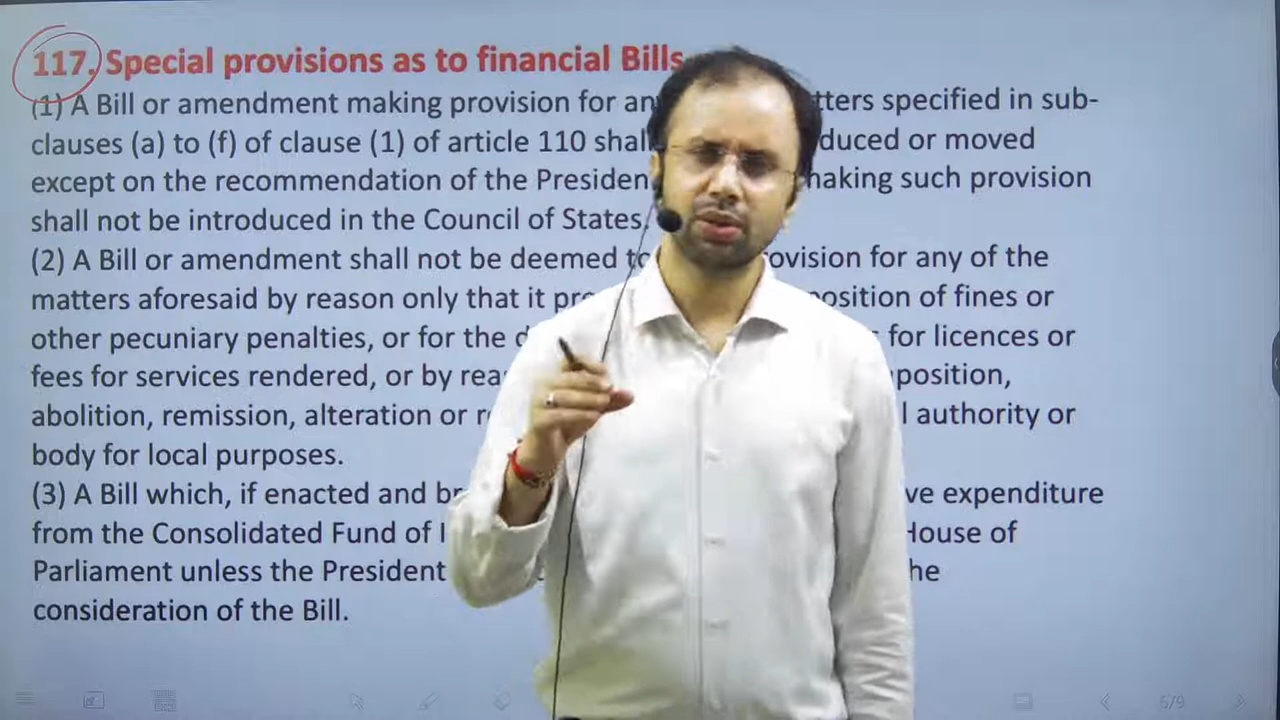 117. Special provisions as to financial Bills
(1) A Bill or amendment making provision for an tters specified in sub-
clauses (a) to (f) of clause (1) of article 110 shall duced or moved
except on the recommendation of the Presiden making such provision
shall not be introduced in the Council of States.
(2) A Bill or amendment shall not be deemed to ovision for any of the
matters aforesaid by reason only that it pr position of fines or
other pecuniary penalties, or for the d for licences or
fees for services rendered, or by rea position,
abolition, remission, alteration or r l authority or
body for local purposes.
(3) A Bill which, if enacted and br ve expenditure
from the Consolidated Fund of I House of
Parliament unless the President he
consideration of the Bill.
5/9